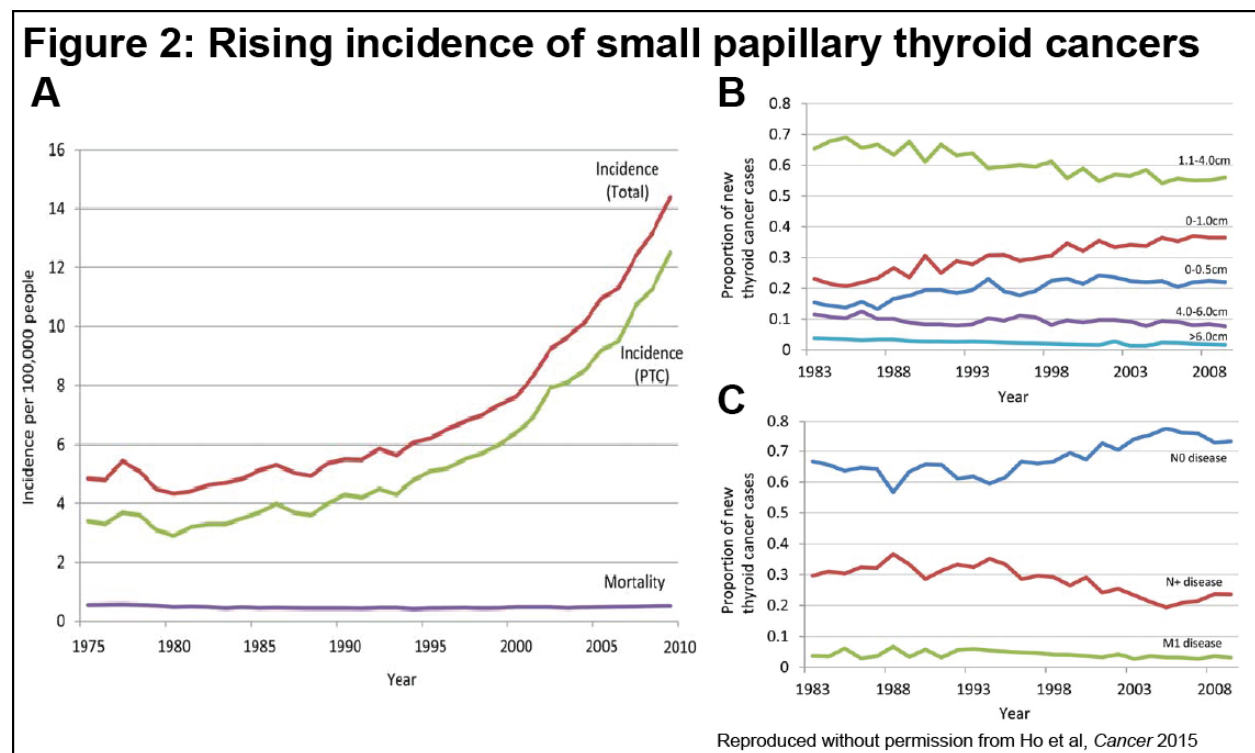 Figure 2: Rising incidence of small papillary thyroid cancers
A
16
14
12
10
8
6
4
2
0
Incidence per 100,000 people
Incidence
(Total)
Incidence
(PTC)
Mortality
1975
1980
1985
1990
1995
2000
2005
2010
Year
B
0.8
0.7
0.6
0.5
0.4
0.3
0.2
0.1
0
Proportion of new
thyroid cancer cases
1.1-4.0cm
0-1.0cm
0-0.5cm
4.0-6.0cm
>6.0cm
1983
1988
1993
1998
2003
2008
Year
C
0.8
0.7
0.6
0.5
0.4
0.3
0.2
0.1
0
Proportion of new
thyroid cancer cases
N0 disease
N+ disease
M1 disease
1983
1988
1993
1998
2003
2008
Year
Reproduced without permission from Ho et al, Cancer 2015